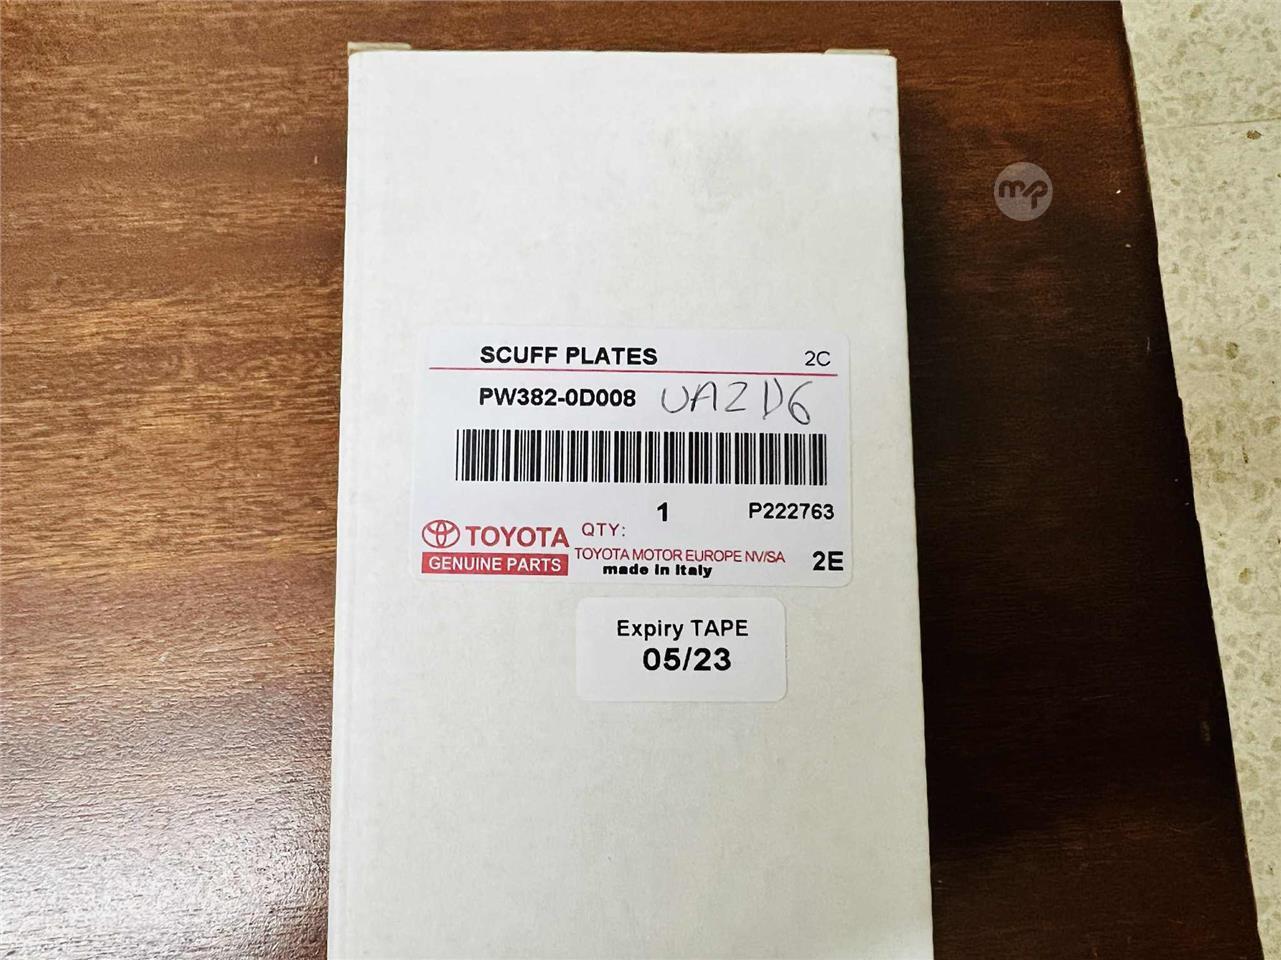 SCUFF PLATES 2C
PW382-0D008 UA2D6
1 P222763
TOYOTA QTY:
GENUINE PARTS TOYOTA MOTOR EUROPE NV/SA 2E
made in Italy
Expiry TAPE
05/23
mp